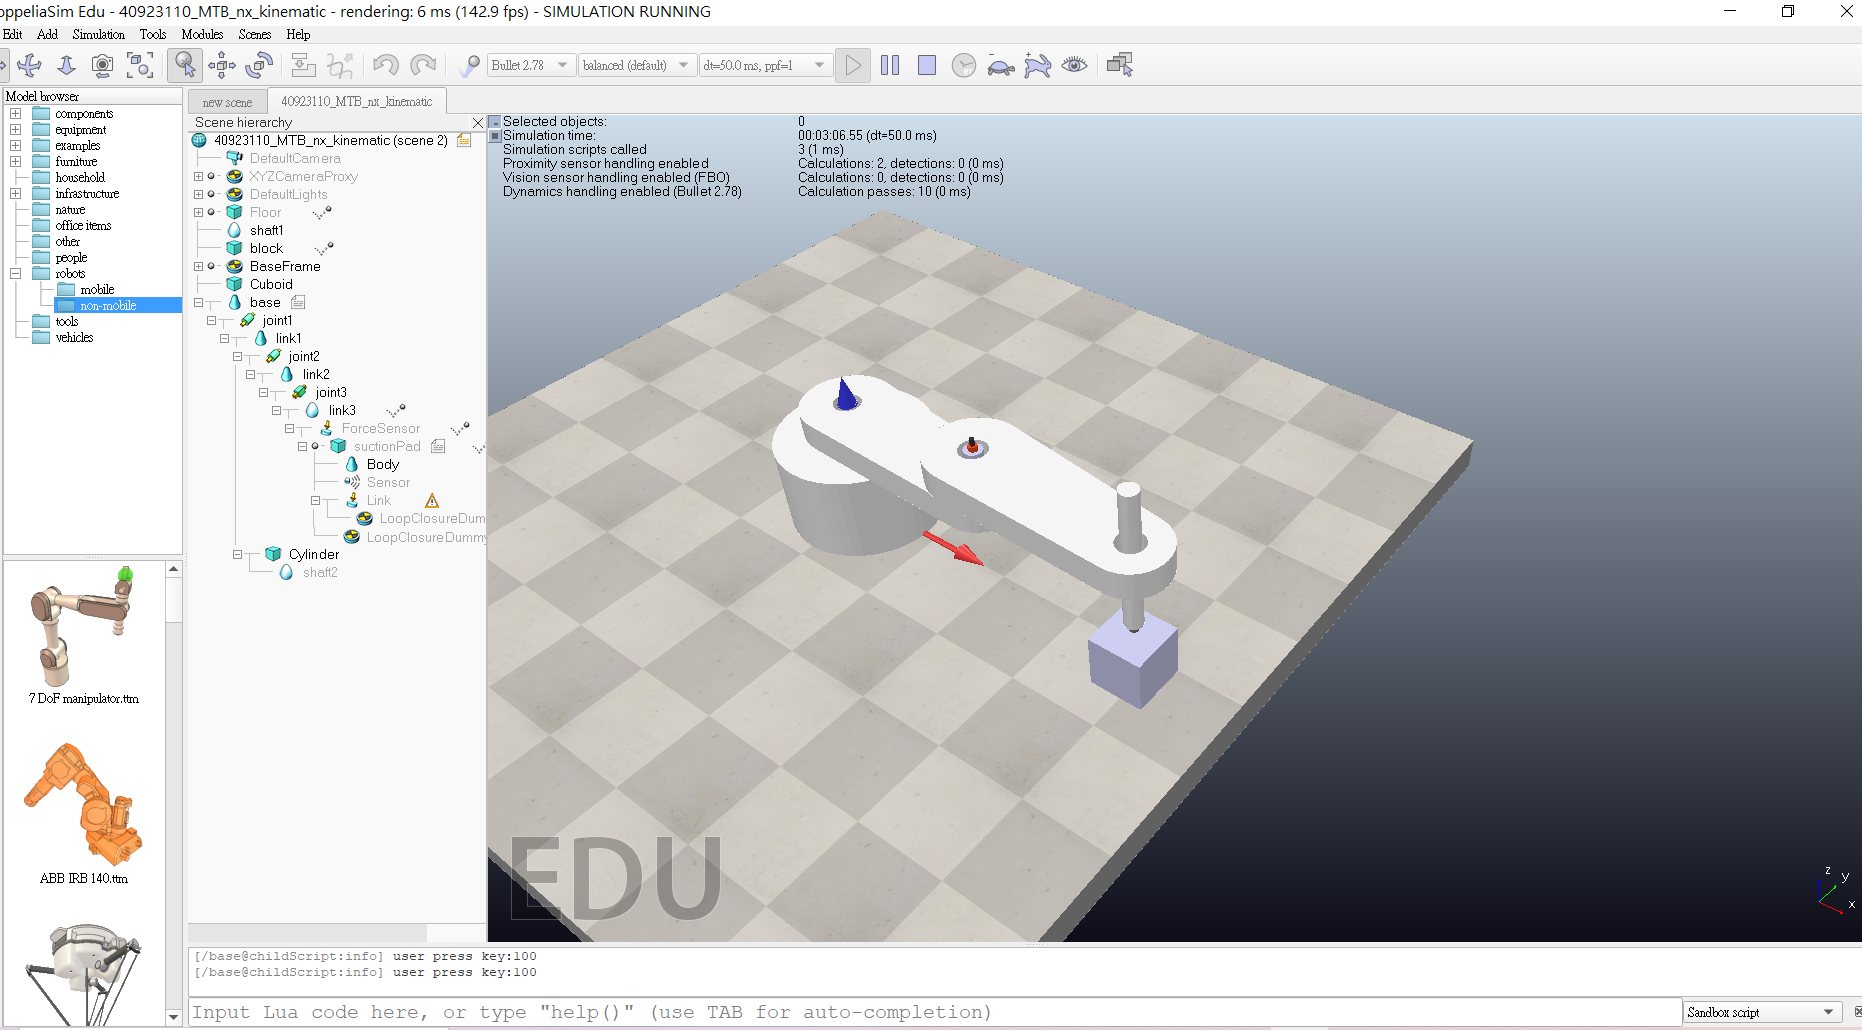 oppeliaSim Edu - 40923110_MTB_nx_kinematic - rendering: 6 ms (142.9 fps) - SIMULATION RUNNING
Edit Add Simulation Tools Modules Scenes Help
Bullet 2.78 balanced (default) dt=50.0 ms, ppf=1
Model browser
components
equipment
examples
furniture
household
infrastructure
nature
office items
other
people
robots
mobile
non-mobile
tools
vehicles
7 DoF manipulator.ttm
ABB IRB 140.ttm
new scene 40923110_MTB_nx_kinematic
Scene hierarchy
40923110_MTB_nx_kinematic (scene 2)
DefaultCamera
XYZCameraProxy
DefaultLights
Floor
shaft1
block
BaseFrame
Cuboid
base
joint1
link1
joint2
link2
joint3
link3
ForceSensor
suctionPad
Body
Sensor
Link
LoopClosureDum
LoopClosureDummy
Cylinder
shaft2
Selected objects: 0
Simulation time: 00:03:06.55 (dt=50.0 ms)
Simulation scripts called 3 (1 ms)
Proximity sensor handling enabled Calculations: 2, detections: 0 (0 ms)
Vision sensor handling enabled (FBO) Calculations: 0, detections: 0 (0 ms)
Dynamics handling enabled (Bullet 2.78) Calculation passes: 10 (0 ms)
EDU
z
y
x
[/base@childScript:info] user press key:100
[/base@childScript:info] user press key:100
Input Lua code here, or type "help()" (use TAB for auto-completion)
Sandbox script